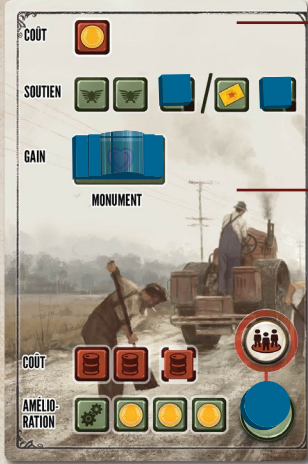 COÛT
SOUTIEN
/
GAIN
MONUMENT
COÛT
AMÉLIO-
RATION